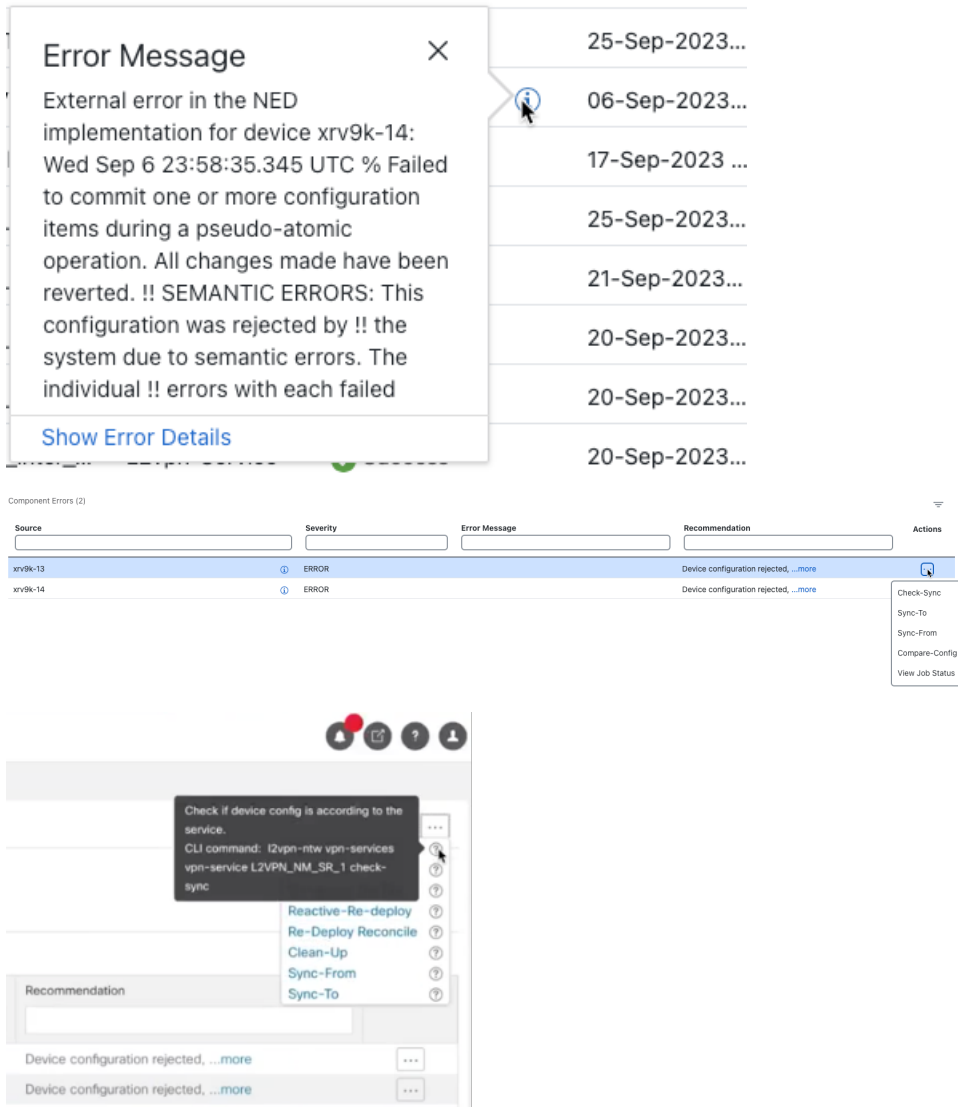 25-Sep-2023...
Error Message
External error in the NED
06-Sep-2023...
implementation for device xrv9k-14:
Wed Sep 6 23:58:35.345 UTC % Failed
17-Sep-2023 ...
to commit one or more configuration
items during a pseudo-atomic
25-Sep-2023...
operation. All changes made have been
reverted. !! SEMANTIC ERRORS: This
21-Sep-2023...
configuration was rejected by !! the
20-Sep-2023...
system due to semantic errors. The
individual !! errors with each failed
20-Sep-2023...
Show Error Details
20-Sep-2023...
Component Errors (2)
Source Severity Error Message Recommendation Actions
xrv9k-13 ERROR Device configuration rejected, ...more
xrv9k-14 ERROR Device configuration rejected, ...more
Check-Sync
Sync-To
Sync-From
Compare-Config
View Job Status
Check if device config is according to the
service.
CLI command: l2vpn-ntw vpn-services
vpn-service L2VPN_NM_SR_1 check-
sync
Reactive-Re-deploy
Re-Deploy Reconcile
Clean-Up
Sync-From
Sync-To
Recommendation
Device configuration rejected, ...more
Device configuration rejected, ...more